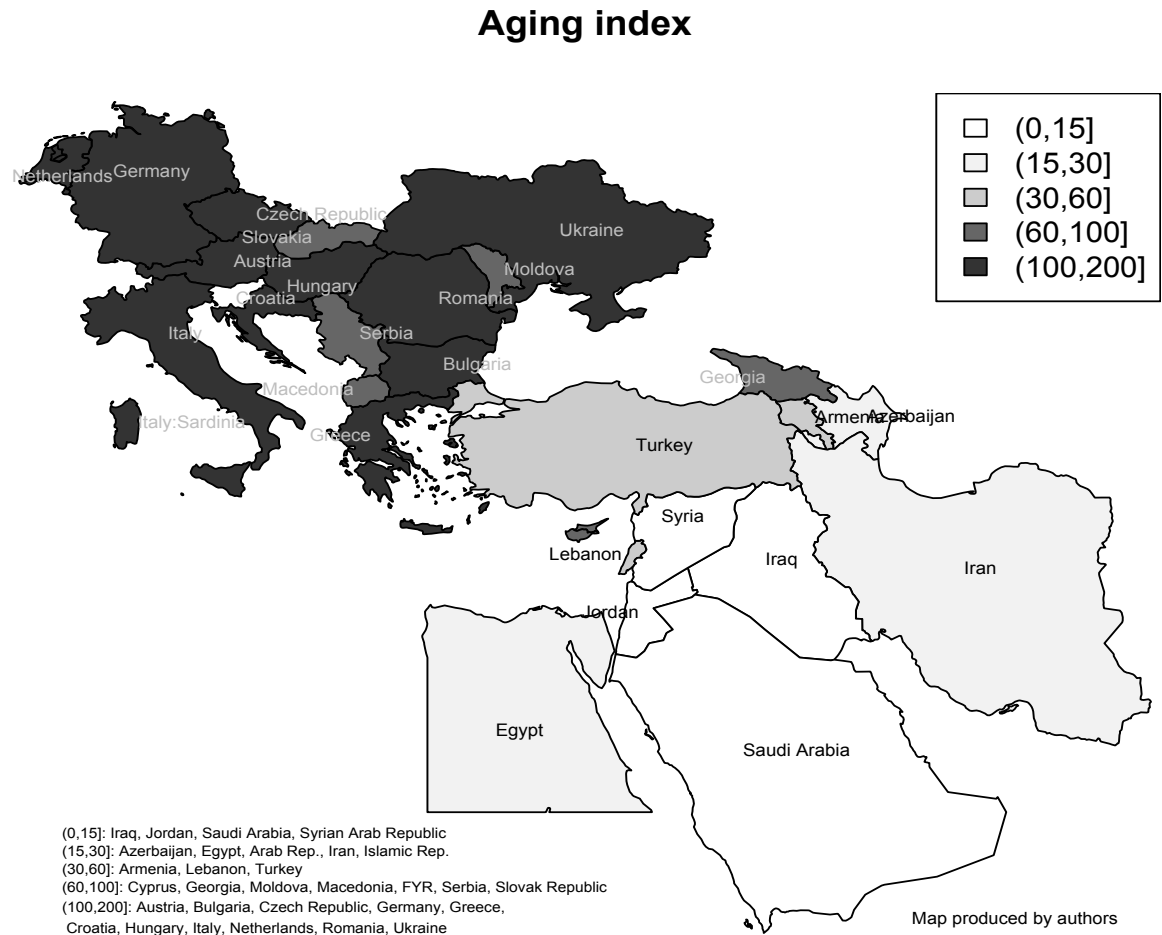 Aging index
(0,15]
(15,30]
(30,60]
(60,100]
(100,200]
Netherlands
Germany
Czech Republic
Slovakia
Austria
Hungary
Croatia
Ukraine
Moldova
Romania
Italy
Serbia
Bulgaria
Macedonia
Georgia
Italy:Sardinia
Greece
Armenia
Azerbaijan
Turkey
Syria
Lebanon
Iraq
Iran
Jordan
Egypt
Saudi Arabia
(0,15]: Iraq, Jordan, Saudi Arabia, Syrian Arab Republic
(15,30]: Azerbaijan, Egypt, Arab Rep., Iran, Islamic Rep.
(30,60]: Armenia, Lebanon, Turkey
(60,100]: Cyprus, Georgia, Moldova, Macedonia, FYR, Serbia, Slovak Republic
(100,200]: Austria, Bulgaria, Czech Republic, Germany, Greece,
Croatia, Hungary, Italy, Netherlands, Romania, Ukraine
Map produced by authors